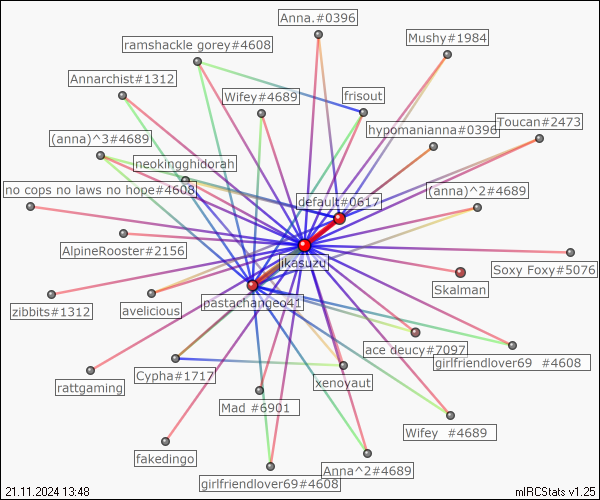 Anna.#0396
Mushy#1984
ramshackle gorey#4608
Annarchist#1312
Wifey#4689
frisout
Toucan#2473
hypomanianna#0396
(anna)^3#4689
neokingghidorah
no cops no laws no hope#4608
(anna)^2#4689
default#0617
AlpineRooster#2156
jikasuzu
Soxy Foxy#5076
Skalman
zibbits#1312
avelicious
pastachangeo41
ace deucy#7097
girlfriendlover69 #4608
rattgaming
Cypha#1717
xenoyaut
Mad #6901
Wifey #4689
fakedingo
girlfriendlover69#4608
Anna^2#4689
21.11.2024 13:48
mIRCStats v1.25